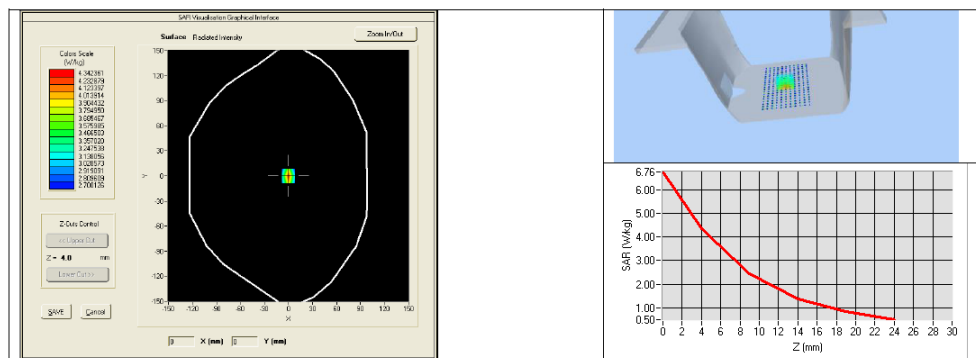 SAR Visualisation Graphical Interface
Surface Radiated Intensity
Zoom In/Out
Colors Scale
(W/kg)
4.342361
4.232879
4.123397
4.013914
3.904432
3.794950
3.685467
3.575985
3.466503
3.357020
3.247538
3.138056
3.028573
2.919091
2.809609
2.700126
Z-Cuts Control
<< Upper Cut
Z = 4.0 mm
Lower Cut >>
SAVE Cancel
150
120
90
60
30
0
-30
-60
-90
-120
-150
Y
-150 -120 -90 -60 -30 0 30 60 90 120 150
X
0 X (mm) 0 Y (mm)
6.76
6.00
5.00
4.00
3.00
2.00
1.00
0.50
SAR (W/kg)
0 2 4 6 8 10 12 14 16 18 20 22 24 26 28 30
Z (mm)